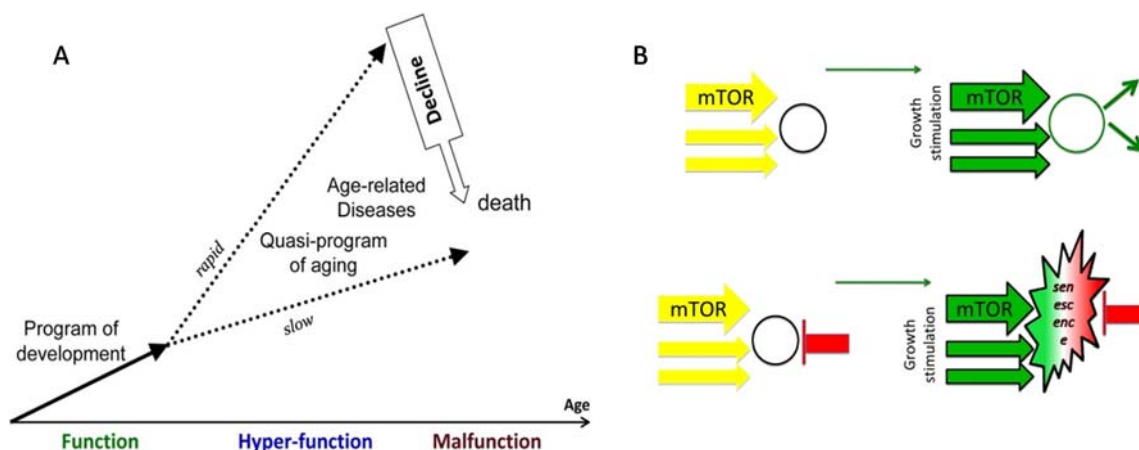 A
Decline
Age-related
Diseases
death
rapid
Quasi-program
of aging
slow
Program of
development
Age
Function
Hyper-function
Malfunction
B
mTOR
Growth
stimulation
mTOR
mTOR
Growth
stimulation
mTOR
sen
esc
enc
e